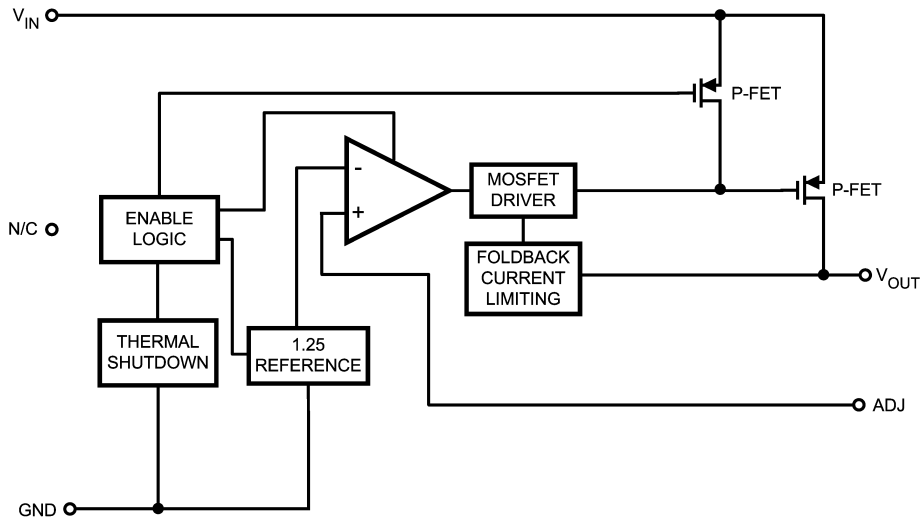 VIN
P-FET
-
MOSFET
DRIVER
P-FET
N/C
ENABLE
LOGIC
+
FOLDBACK
CURRENT
LIMITING
VOUT
THERMAL
SHUTDOWN
1.25
REFERENCE
ADJ
GND